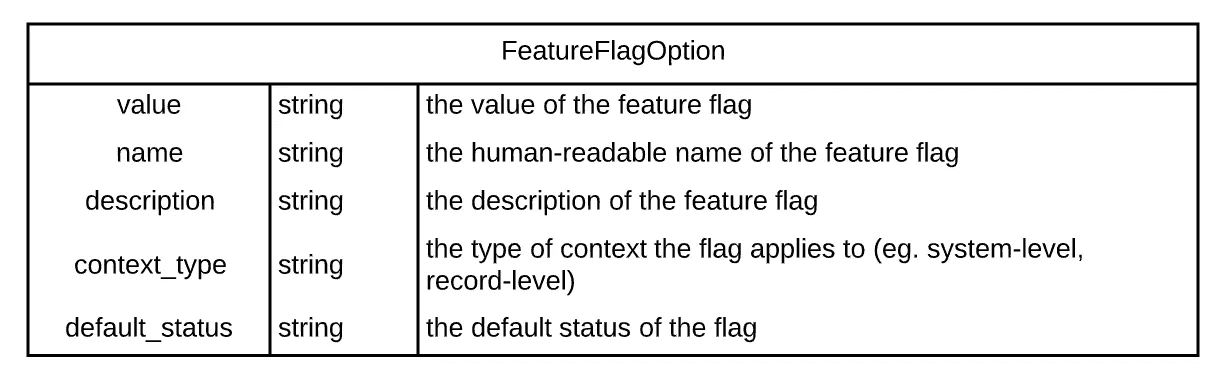 FeatureFlagOption
value string the value of the feature flag
name string the human-readable name of the feature flag
description string the description of the feature flag
context_type string the type of context the flag applies to (eg. system-level,
record-level)
default_status string the default status of the flag